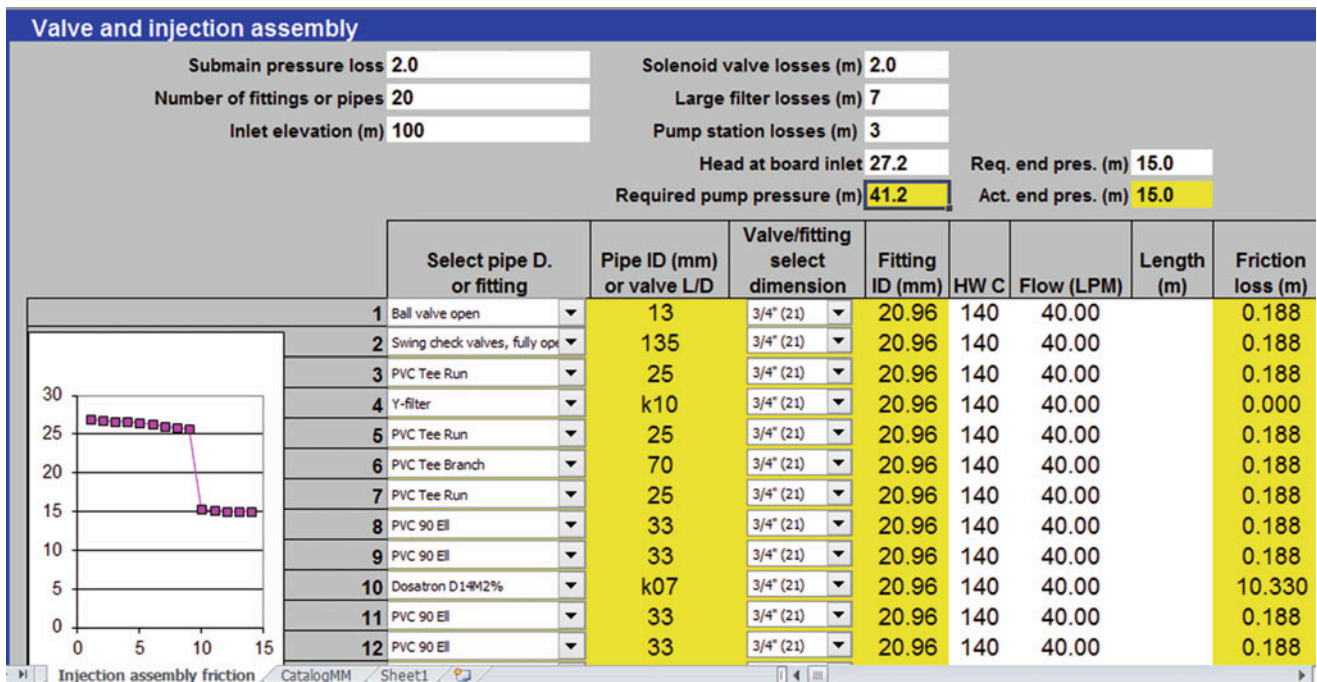 Valve and injection assembly
Submain pressure loss 2.0 Solenoid valve losses (m) 2.0
Number of fittings or pipes 20 Large filter losses (m) 7
Inlet elevation (m) 100 Pump station losses (m) 3
Head at board inlet 27.2 Req. end pres. (m) 15.0
Required pump pressure (m) 41.2 Act. end pres. (m) 15.0
Select pipe D. or fitting Pipe ID (mm) or valve L/D Valve/fitting select dimension Fitting ID (mm) HW C Flow (LPM) Length (m) Friction loss (m)
1 Ball valve open 13 3/4" (21) 20.96 140 40.00 0.188
2 Swing check valves, fully ope 135 3/4" (21) 20.96 140 40.00 0.188
3 PVC Tee Run 25 3/4" (21) 20.96 140 40.00 0.188
4 Y-filter k10 3/4" (21) 20.96 140 40.00 0.000
5 PVC Tee Run 25 3/4" (21) 20.96 140 40.00 0.188
6 PVC Tee Branch 70 3/4" (21) 20.96 140 40.00 0.188
7 PVC Tee Run 25 3/4" (21) 20.96 140 40.00 0.188
8 PVC 90 Ell 33 3/4" (21) 20.96 140 40.00 0.188
9 PVC 90 Ell 33 3/4" (21) 20.96 140 40.00 0.188
10 Dosatron D14M2% k07 3/4" (21) 20.96 140 40.00 10.330
11 PVC 90 Ell 33 3/4" (21) 20.96 140 40.00 0.188
12 PVC 90 Ell 33 3/4" (21) 20.96 140 40.00 0.188
30
25
20
15
10
5
0
0 5 10 15
Injection assembly friction CatalogMM Sheet1